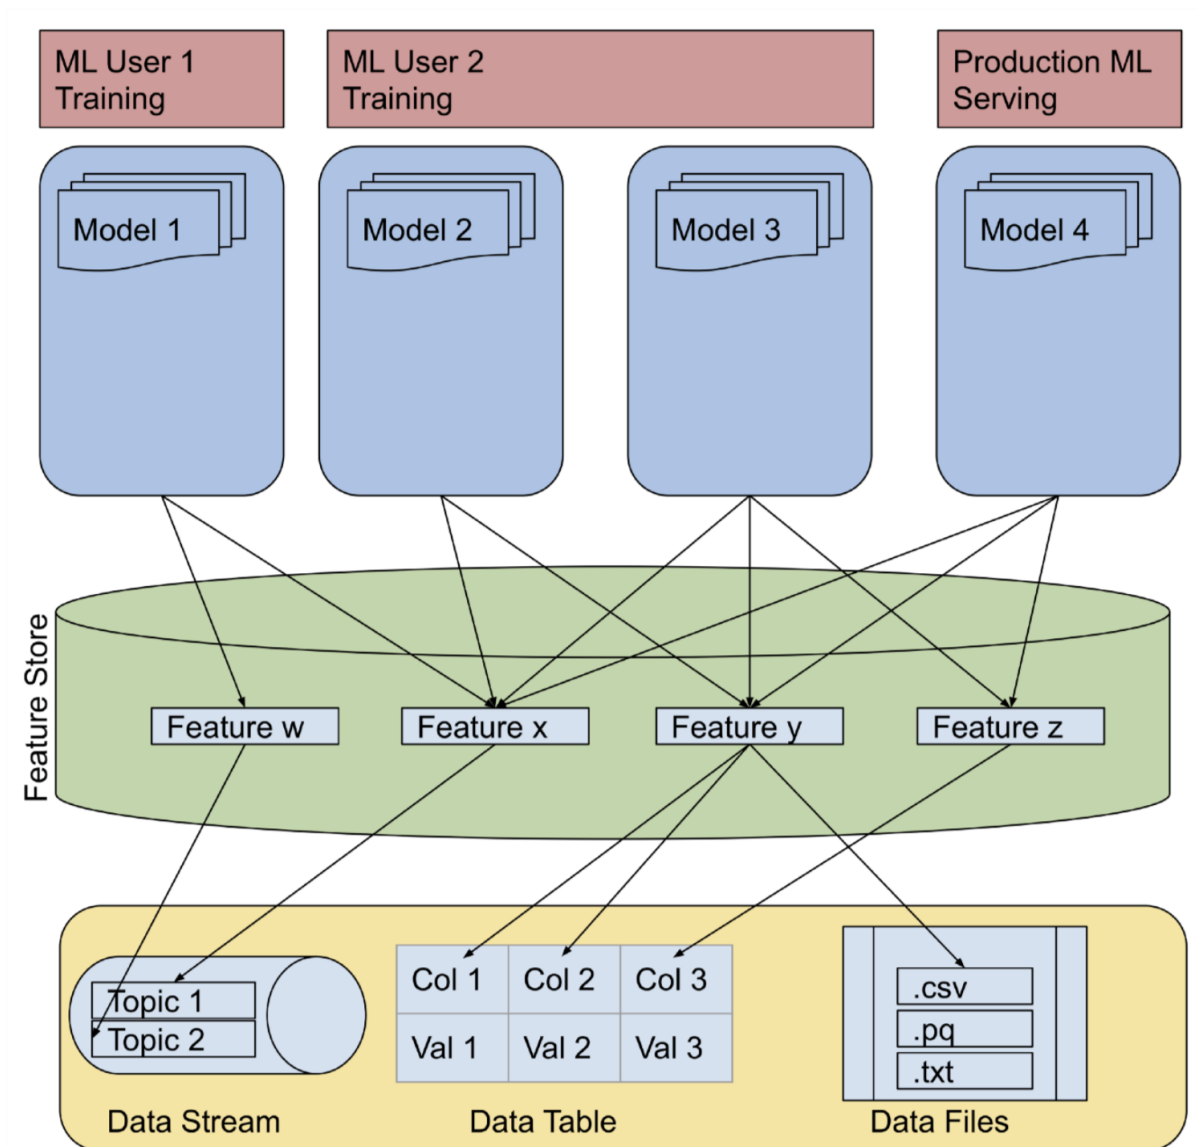 ML User 1
Training
ML User 2
Training
Production ML
Serving
Model 1
Model 2
Model 3
Model 4
Feature Store
Feature w
Feature x
Feature y
Feature z
Topic 1
Topic 2
Col 1
Col 2
Col 3
Val 1
Val 2
Val 3
.csv
.pq
.txt
Data Stream
Data Table
Data Files